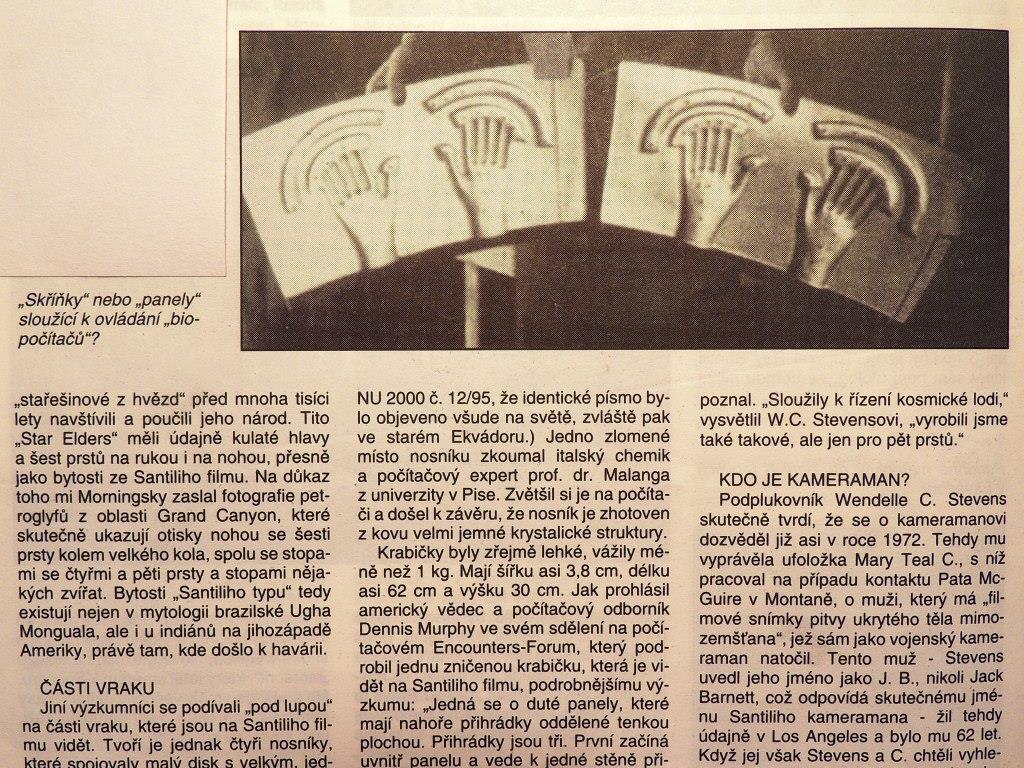 „Skříňky“ nebo „panely“
sloužící k ovládání „bio-
počítačů“?
„stařešinové z hvězd“ před mnoha tisíci
lety navštívili a poučili jeho národ. Tito
„Star Elders“ měli údajně kulaté hlavy
a šest prstů na rukou i na nohou, přesně
jako bytosti ze Santiliho filmu. Na důkaz
toho mi Morningsky zaslal fotografie pet-
roglyfů z oblasti Grand Canyon, které
skutečně ukazují otisky nohou se šesti
prsty kolem velkého kola, spolu se stopa-
mi se čtyřmi a pěti prsty a stopami něja-
kých zvířat. Bytosti „Santiliho typu“ tedy
existují nejen v mytologii brazilské Ugha
Monguala, ale i u indiánů na jihozápadě
Ameriky, právě tam, kde došlo k havárii.
ČÁSTI VRAKU
Jiní výzkumníci se podívali „pod lupou“
na části vraku, které jsou na Santiliho fil-
mu vidět. Tvoří je jednak čtyři nosníky,
které spojovaly malý disk s velkým, jed-
NU 2000 č. 12/95, že identické písmo by-
lo objeveno všude na světě, zvláště pak
ve starém Ekvádoru.) Jedno zlomené
místo nosníku zkoumal italský chemik
a počítačový expert prof. dr. Malanga
z univerzity v Pise. Zvětšil si je na počíta-
či a došel k závěru, že nosník je zhotoven
z kovu velmi jemné krystalické struktury.
Krabičky byly zřejmě lehké, vážily mé-
ně než 1 kg. Mají šířku asi 3,8 cm, délku
asi 62 cm a výšku 30 cm. Jak prohlásil
americký vědec a počítačový odborník
Dennis Murphy ve svém sdělení na počí-
tačovém Encounters-Forum, který pod-
robil jednu zničenou krabičku, která je vi-
dět na Santiliho filmu, podrobnějšímu vý-
zkumu: „Jedná se o duté panely, které
mají nahoře přihrádky oddělené tenkou
plochou. Přihrádky jsou tři. První začíná
uvnitř panelu a vede k jedné stěně při-
poznal. „Sloužily k řízení kosmické lodi,“
vysvětlil W.C. Stevensovi, „vyrobili jsme
také takové, ale jen pro pět prstů.“
KDO JE KAMERAMAN?
Podplukovník Wendelle C. Stevens
skutečně tvrdí, že se o kameramanovi
dozvěděl již asi v roce 1972. Tehdy mu
vyprávěla ufoložka Mary Teal C., s níž
pracoval na případu kontaktu Pata Mc-
Guire v Montaně, o muži, který má „fil-
mové snímky pitvy ukrytého těla mimo-
zemšťana“, jež sám jako vojenský kame-
raman natočil. Tento muž - Stevens
uvedl jeho jméno jako J. B., nikoli Jack
Barnett, což odpovídá skutečnému jmé-
nu Santiliho kameramana - žil tehdy
údajně v Los Angeles a bylo mu 62 let.
Když jej však Stevens a C. chtěli vyhle-